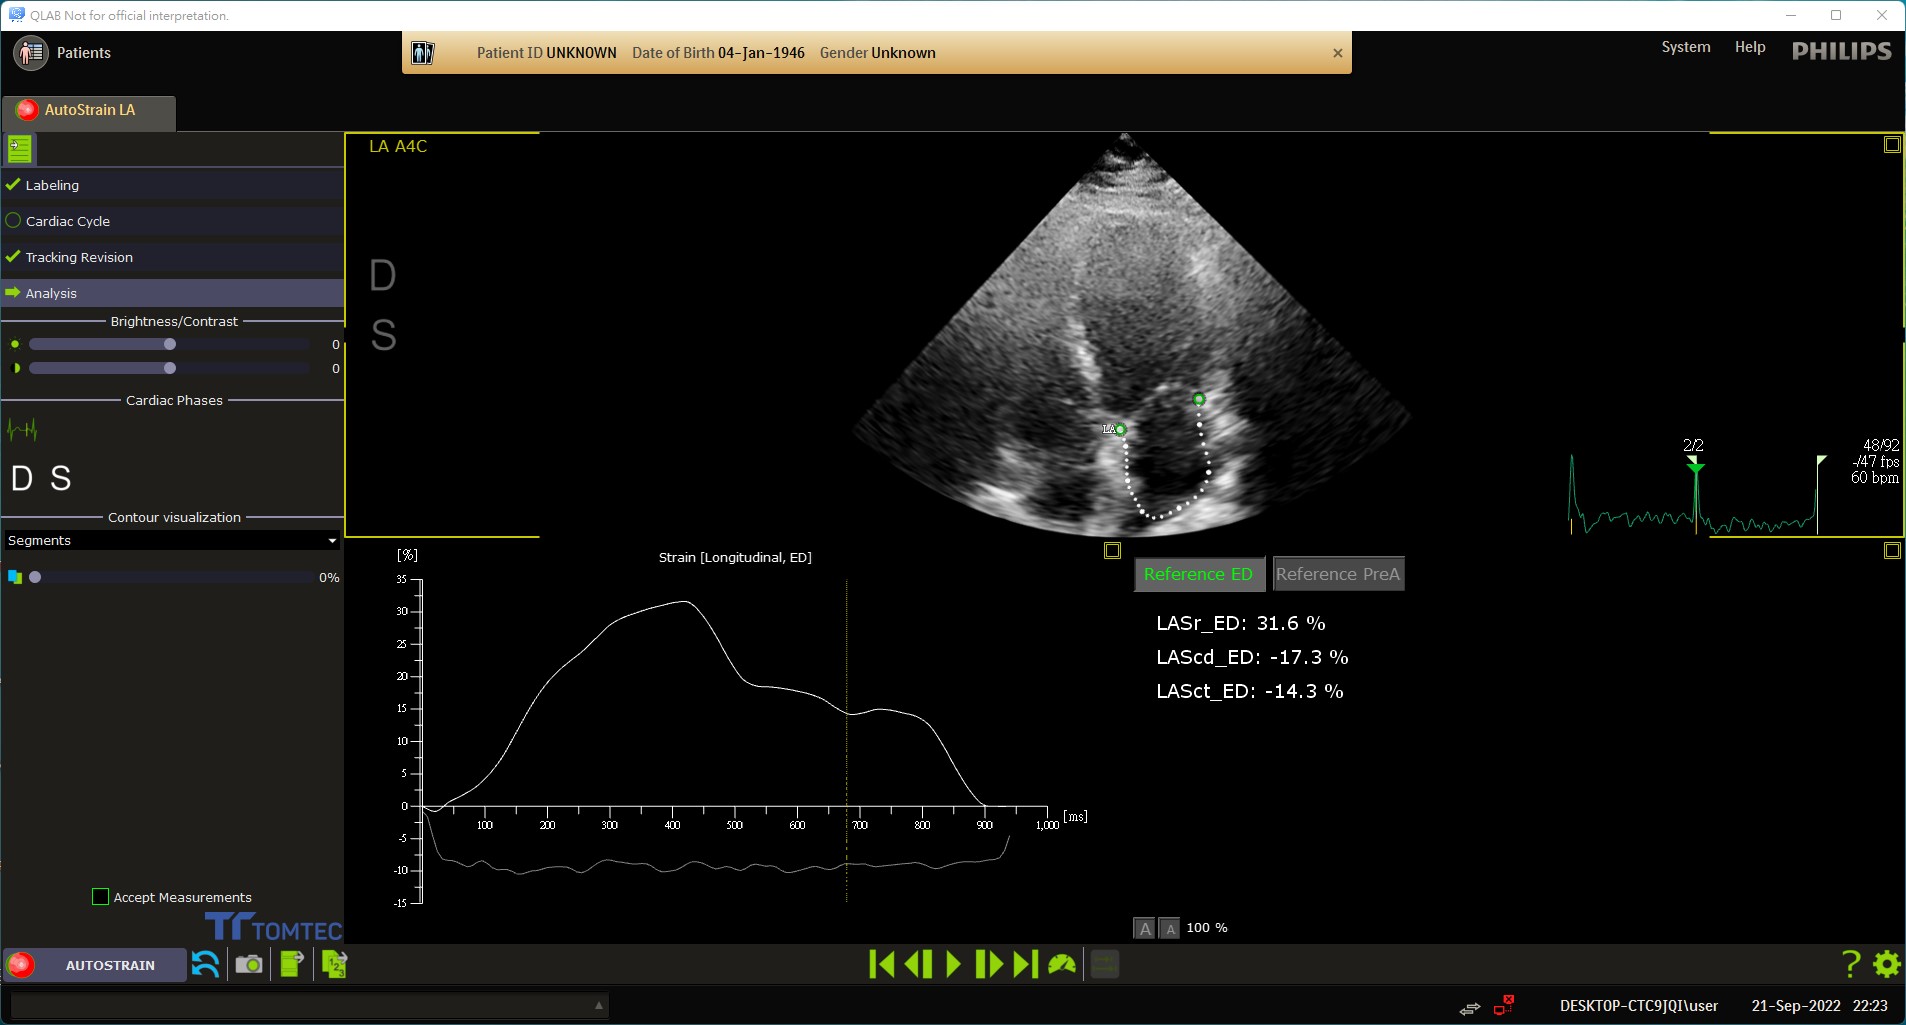 QLAB Not for official interpretation.
Patients
Patient ID UNKNOWN Date of Birth 04-Jan-1946 Gender Unknown
System Help PHILIPS
AutoStrain LA
Labeling
Cardiac Cycle
Tracking Revision
Analysis
Brightness/Contrast
0
0
Cardiac Phases
D S
Contour visualization
Segments
0%
Accept Measurements
TOMTEC
LA A4C
D
S
LA
2/2
48/92
-/47 fps
60 bpm
[%]
Strain [Longitudinal, ED]
35
30
25
20
15
10
5
0
-5
-10
-15
100 200 300 400 500 600 700 800 900 1,000 [ms]
Reference ED Reference PreA
LASr_ED: 31.6 %
LAScd_ED: -17.3 %
LASct_ED: -14.3 %
A A 100 %
AUTOSTRAIN
1 2 3
?
DESKTOP-CTC9JQI\user 21-Sep-2022 22:23